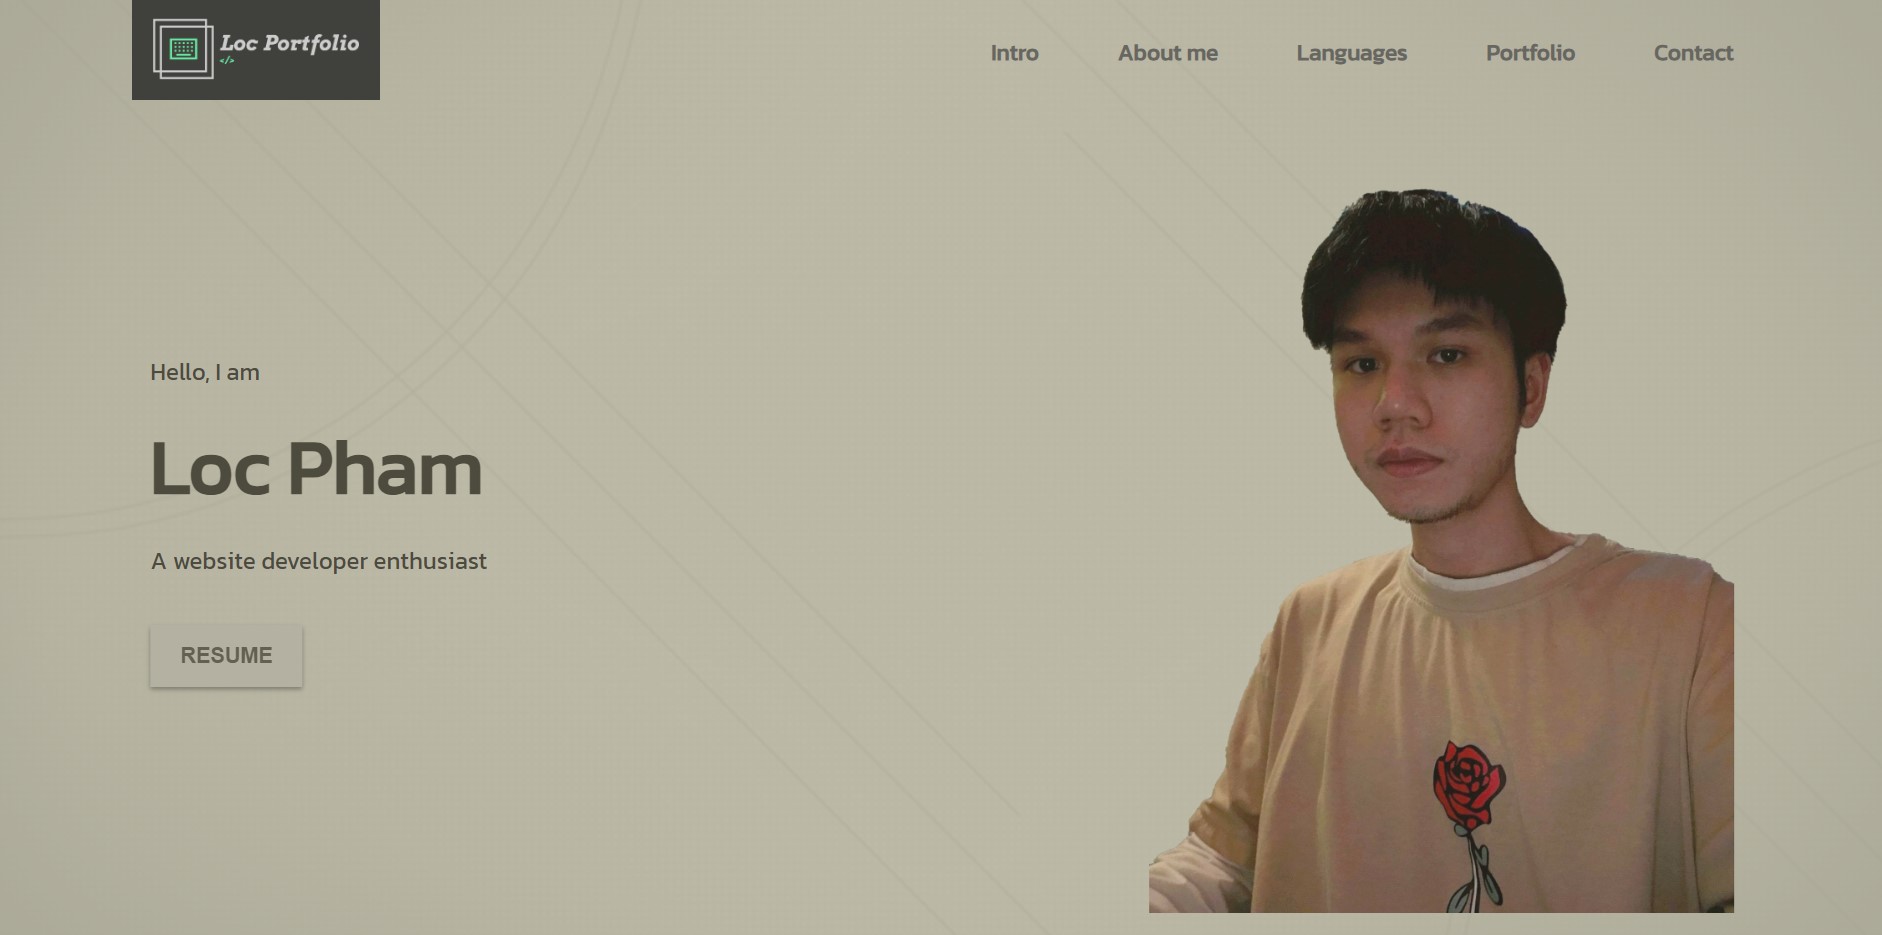 Loc Portfolio
</>
Intro
About me
Languages
Portfolio
Contact
Hello, I am
Loc Pham
A website developer enthusiast
RESUME